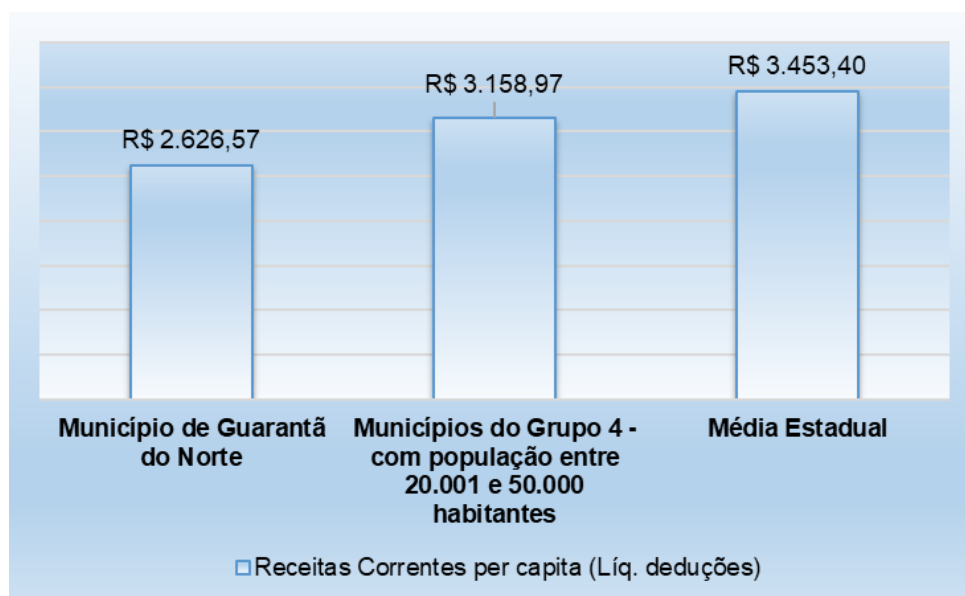 R$ 2.626,57
R$ 3.158,97
R$ 3.453,40
Município de Guarantã
do Norte
Municípios do Grupo 4 -
com população entre
20.001 e 50.000
habitantes
Média Estadual
Receitas Correntes per capita (Líq. deduções)